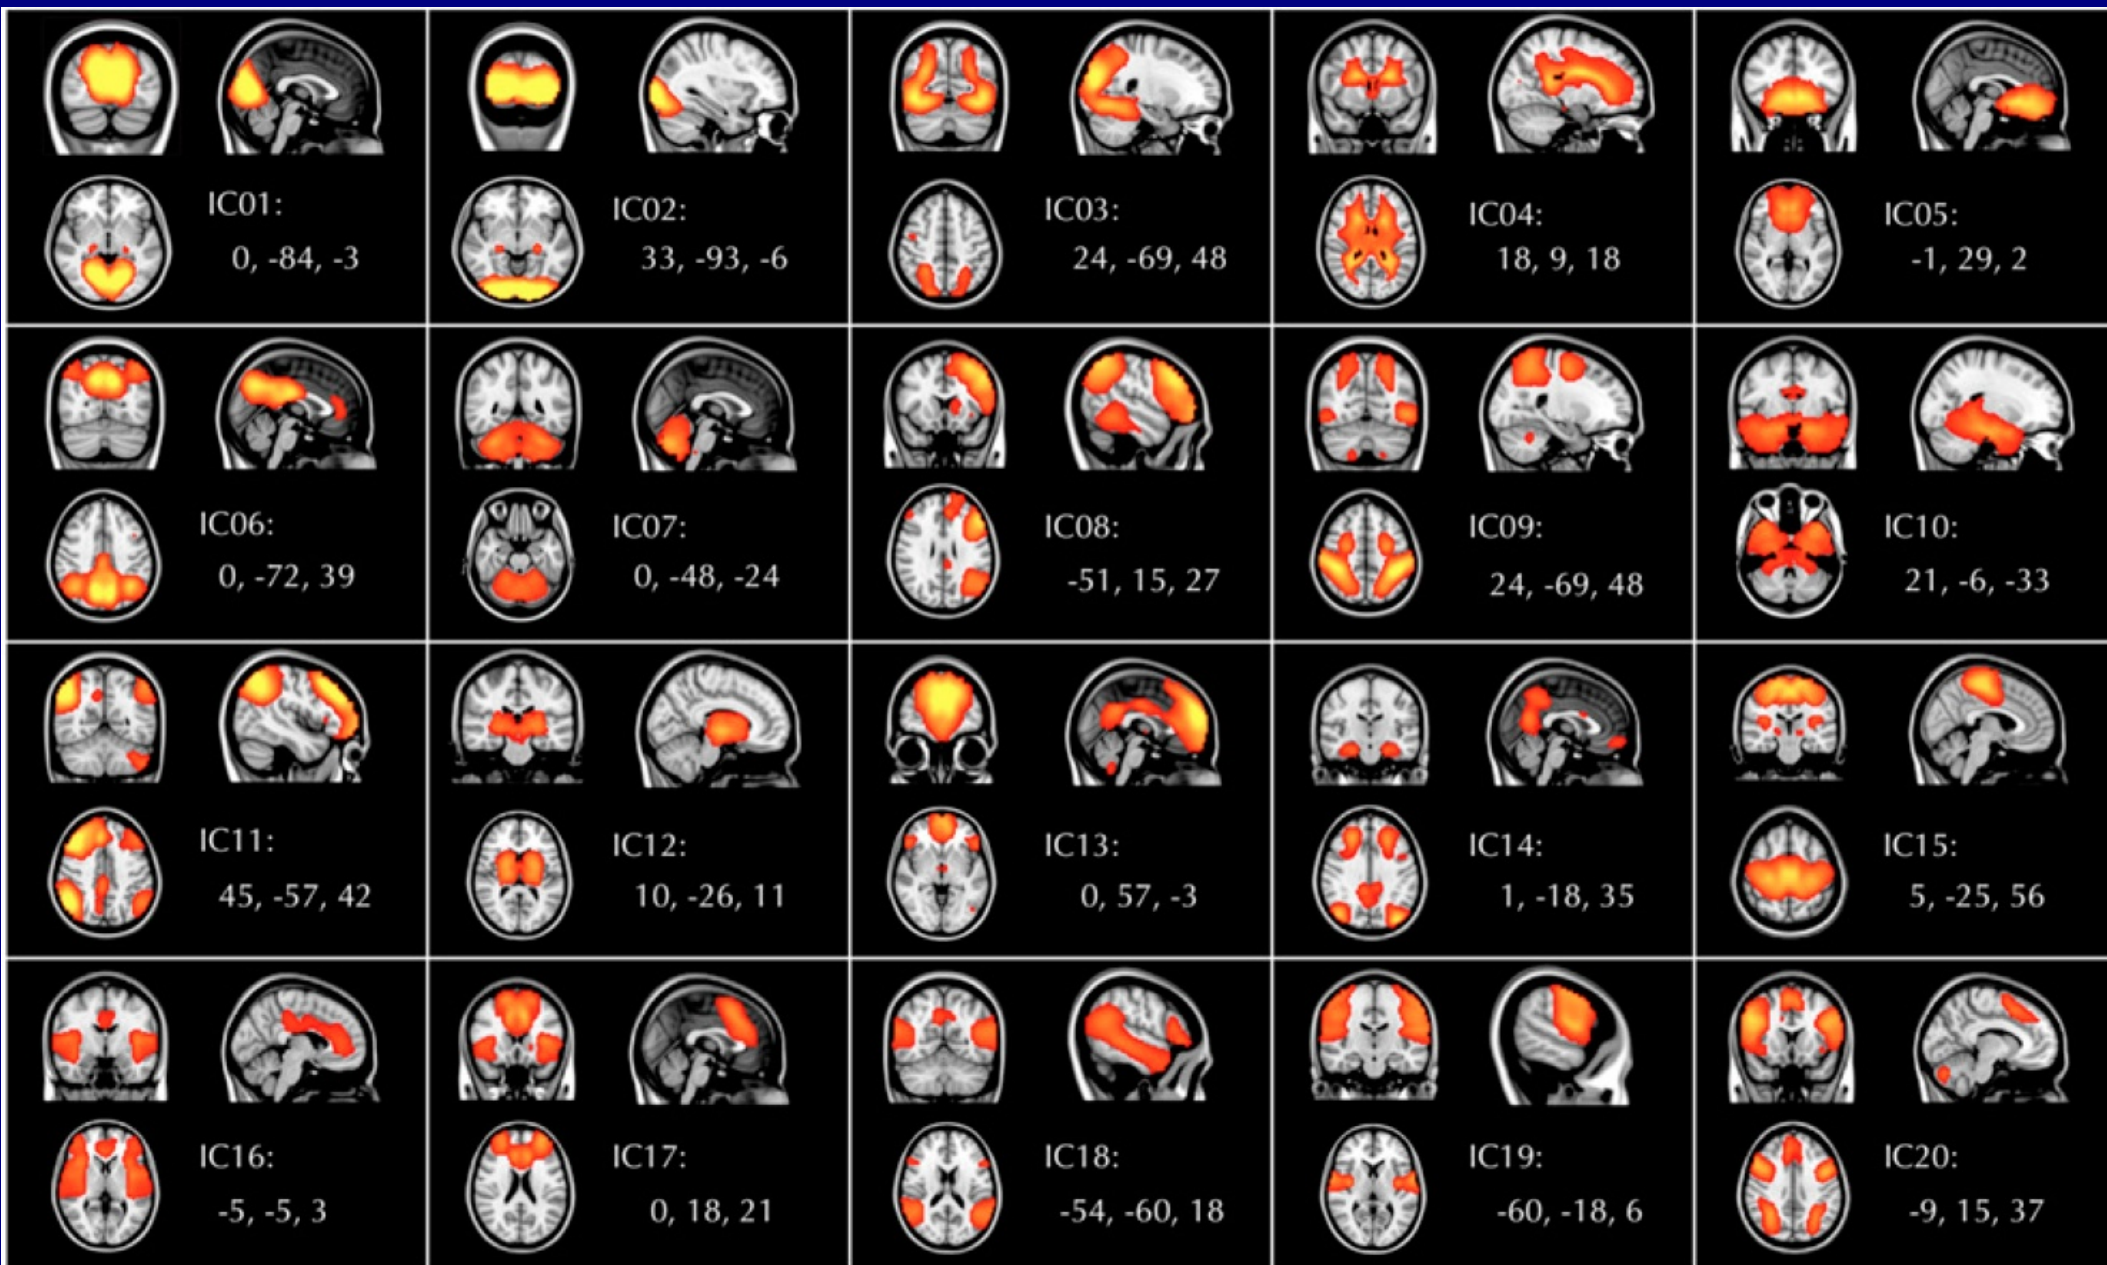 IC01:
0, -84, -3
IC02:
33, -93, -6
IC03:
24, -69, 48
IC04:
18, 9, 18
IC05:
-1, 29, 2
IC06:
0, -72, 39
IC07:
0, -48, -24
IC08:
-51, 15, 27
IC09:
24, -69, 48
IC10:
21, -6, -33
IC11:
45, -57, 42
IC12:
10, -26, 11
IC13:
0, 57, -3
IC14:
1, -18, 35
IC15:
5, -25, 56
IC16:
-5, -5, 3
IC17:
0, 18, 21
IC18:
-54, -60, 18
IC19:
-60, -18, 6
IC20:
-9, 15, 37